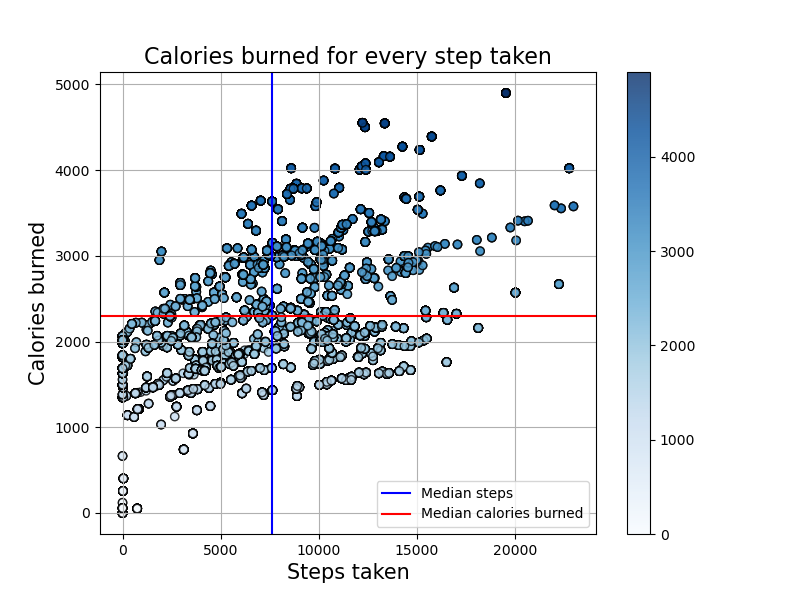 Calories burned for every step taken
Calories burned
5000
4000
3000
2000
1000
0
0 5000 10000 15000 20000
Steps taken
Median steps
Median calories burned
4000
3000
2000
1000
0